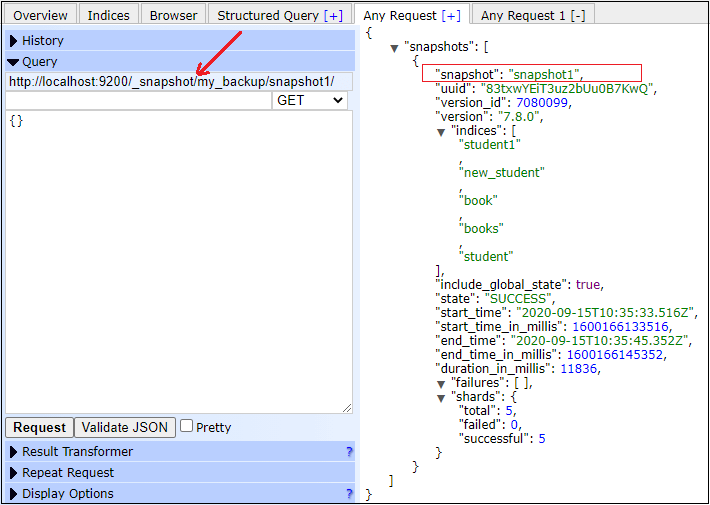 Overview Indices Browser Structured Query [+] Any Request [+] Any Request 1 [-]
History
Query
http://localhost:9200/_snapshot/my_backup/snapshot1/
GET
{}
Request Validate JSON Pretty
Result Transformer ?
Repeat Request
Display Options ?
{
"snapshots": [
{
"snapshot": "snapshot1",
"uuid": "83txwYEiT3uz2bUu0B7KwQ",
"version_id": 7080099,
"version": "7.8.0",
"indices": [
"student1"
,
"new_student"
,
"book"
,
"books"
,
"student"
],
"include_global_state": true,
"state": "SUCCESS",
"start_time": "2020-09-15T10:35:33.516Z",
"start_time_in_millis": 1600166133516,
"end_time": "2020-09-15T10:35:45.352Z",
"end_time_in_millis": 1600166145352,
"duration_in_millis": 11836,
"failures": [ ],
"shards": {
"total": 5,
"failed": 0,
"successful": 5
}
}
]
}